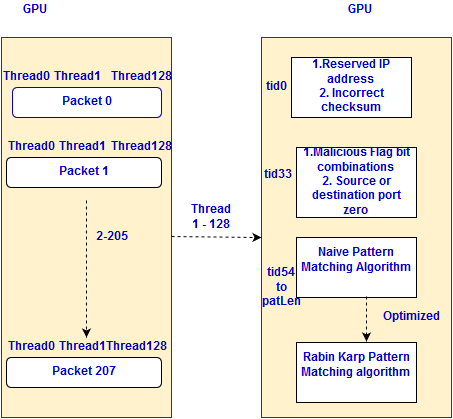 GPU
Thread0 Thread1 Thread128
Packet 0
Thread0 Thread1 Thread128
Packet 1
2-205
Thread0 Thread1Thread128
Packet 207
Thread
1 - 128
GPU
tid0
1.Reserved IP
address
2. Incorrect
checksum
tid33
1.Malicious Flag bit
combinations
2. Source or
destination port
zero
tid54
to
patLen
Naive Pattern
Matching Algorithm
Optimized
Rabin Karp Pattern
Matching algorithm